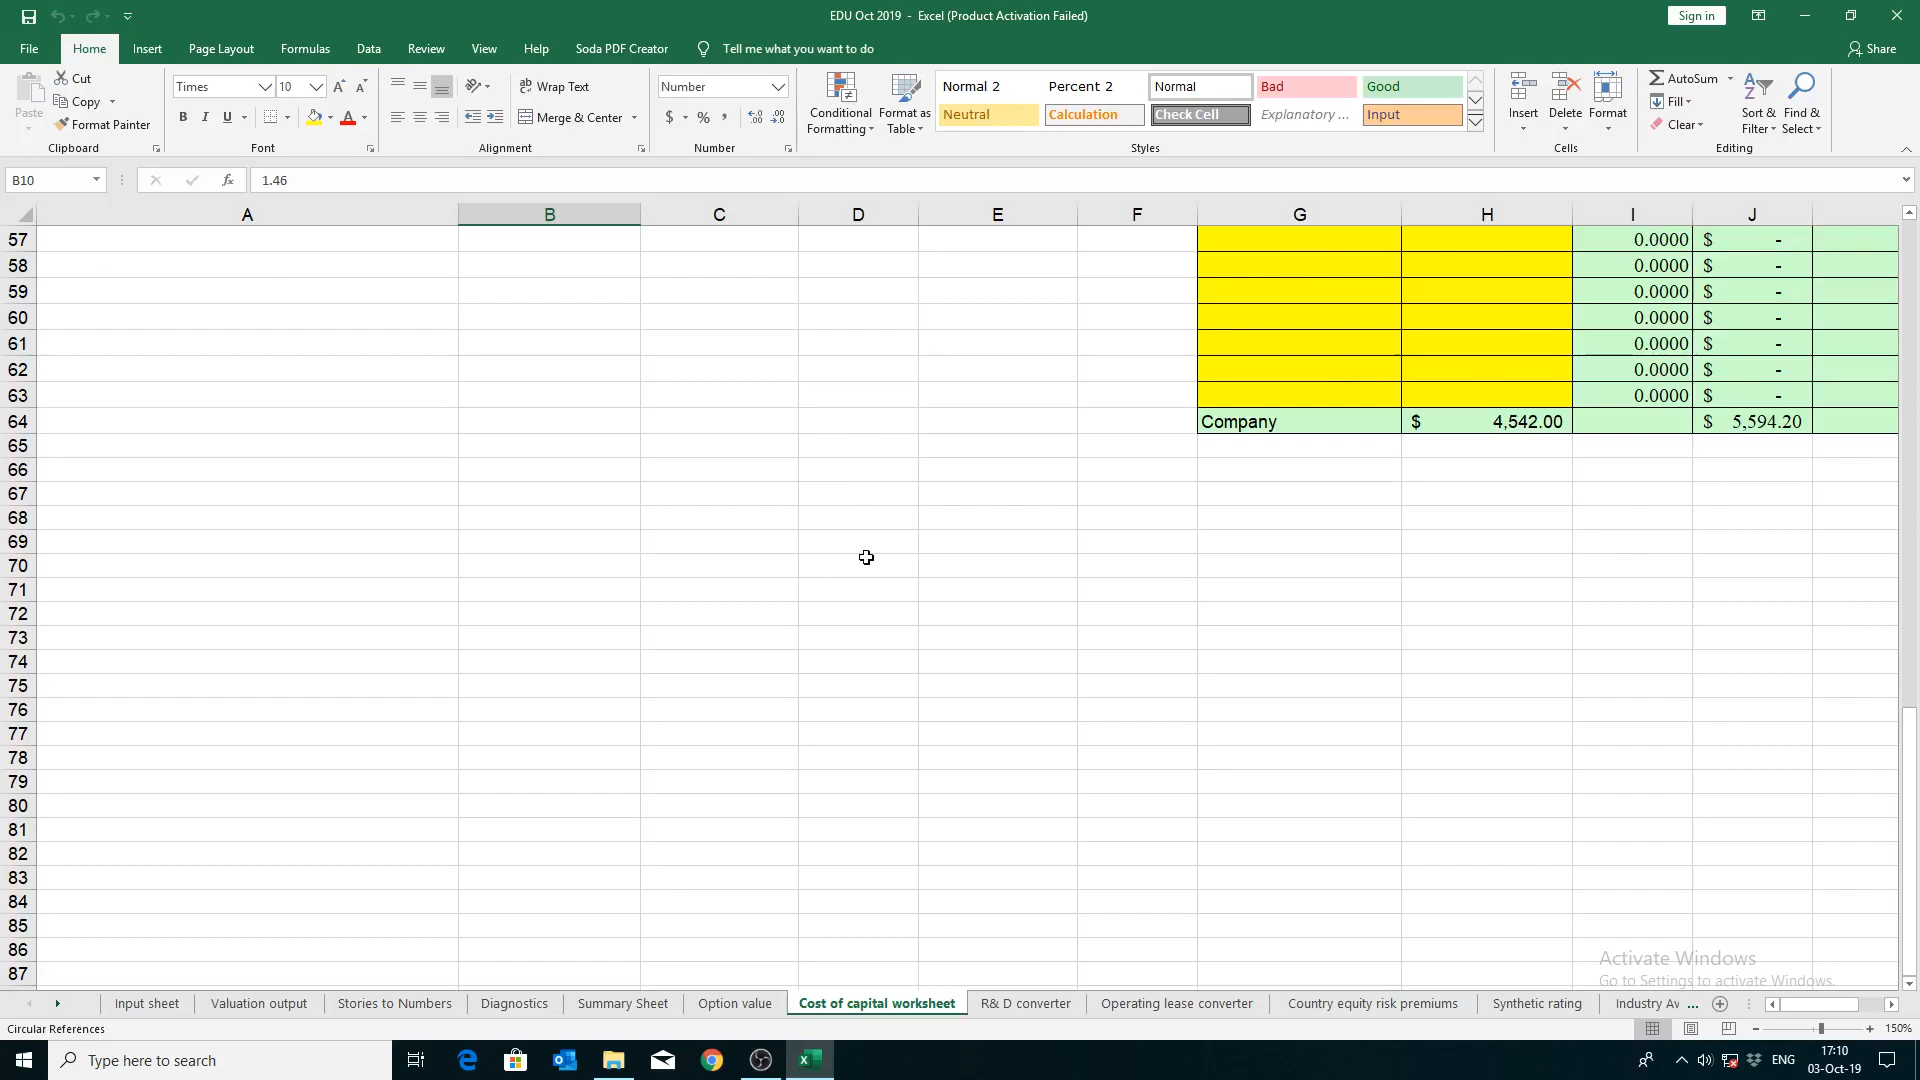 EDU Oct 2019 - Excel (Product Activation Failed)
Sign in
File Home Insert Page Layout Formulas Data Review View Help Soda PDF Creator Tell me what you want to do Share
Paste
Cut
Copy
Format Painter
Clipboard
Times 10
B I U
Font
Wrap Text
Merge & Center
Alignment
Number
$ % ,
Number
Conditional Formatting
Format as Table
Normal 2 Percent 2 Normal Bad Good
Neutral Calculation Check Cell Explanatory ... Input
Styles
Insert Delete Format
Cells
AutoSum
Fill
Clear
Sort & Filter
Find & Select
Editing
B10 fx 1.46
A B C D E F G H I J
57 0.0000 $ -
58 0.0000 $ -
59 0.0000 $ -
60 0.0000 $ -
61 0.0000 $ -
62 0.0000 $ -
63 0.0000 $ -
64 Company $ 4,542.00 $ 5,594.20
65
66
67
68
69
70
71
72
73
74
75
76
77
78
79
80
81
82
83
84
85
86
87
Activate Windows
Go to Settings to activate Windows.
Input sheet Valuation output Stories to Numbers Diagnostics Summary Sheet Option value Cost of capital worksheet R& D converter Operating lease converter Country equity risk premiums Synthetic rating Industry Av ...
Circular References
150%
Type here to search
ENG
17:10
03-Oct-19